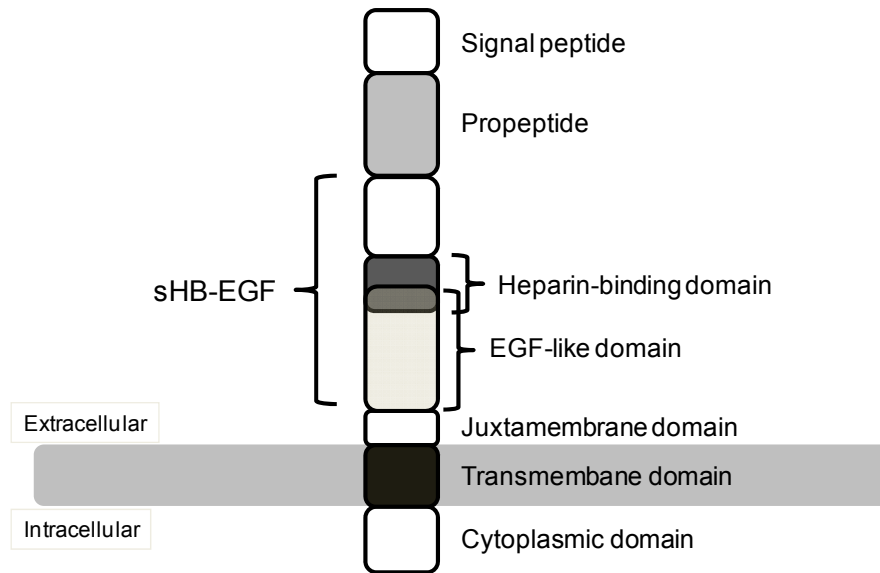 Signal peptide
Propeptide
sHB-EGF
Heparin-binding domain
EGF-like domain
Extracellular
Juxtamembrane domain
Transmembane domain
Intracellular
Cytoplasmic domain